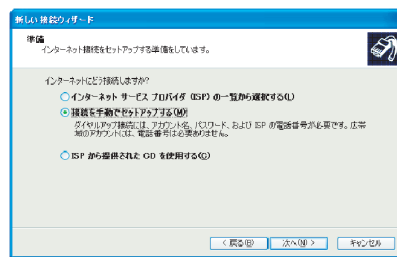 新しい接続ウィザード
準備
インターネット接続をセットアップする準備をしています。
インターネットにどう接続しますか?
インターネット サービス プロバイダ (ISP) の一覧から選択する(L)
接続を手動でセットアップする(M)
ダイヤルアップ接続には、アカウント名、パスワード、および ISP の電話番号が必要です。広帯
域のアカウントには、電話番号は必要ありません。
ISP から提供された CD を使用する(C)
< 戻る(B)
次へ(N) >
キャンセル